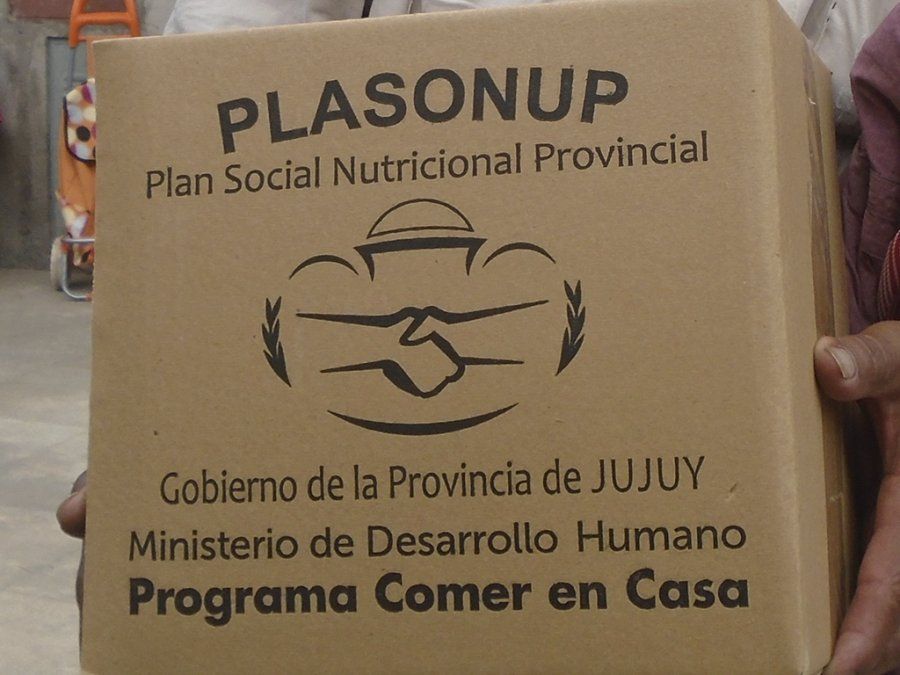 PLASONUP
Plan Social Nutricional Provincial
Gobierno de la Provincia de JUJUY
Ministerio de Desarrollo Humano
Programa Comer en Casa